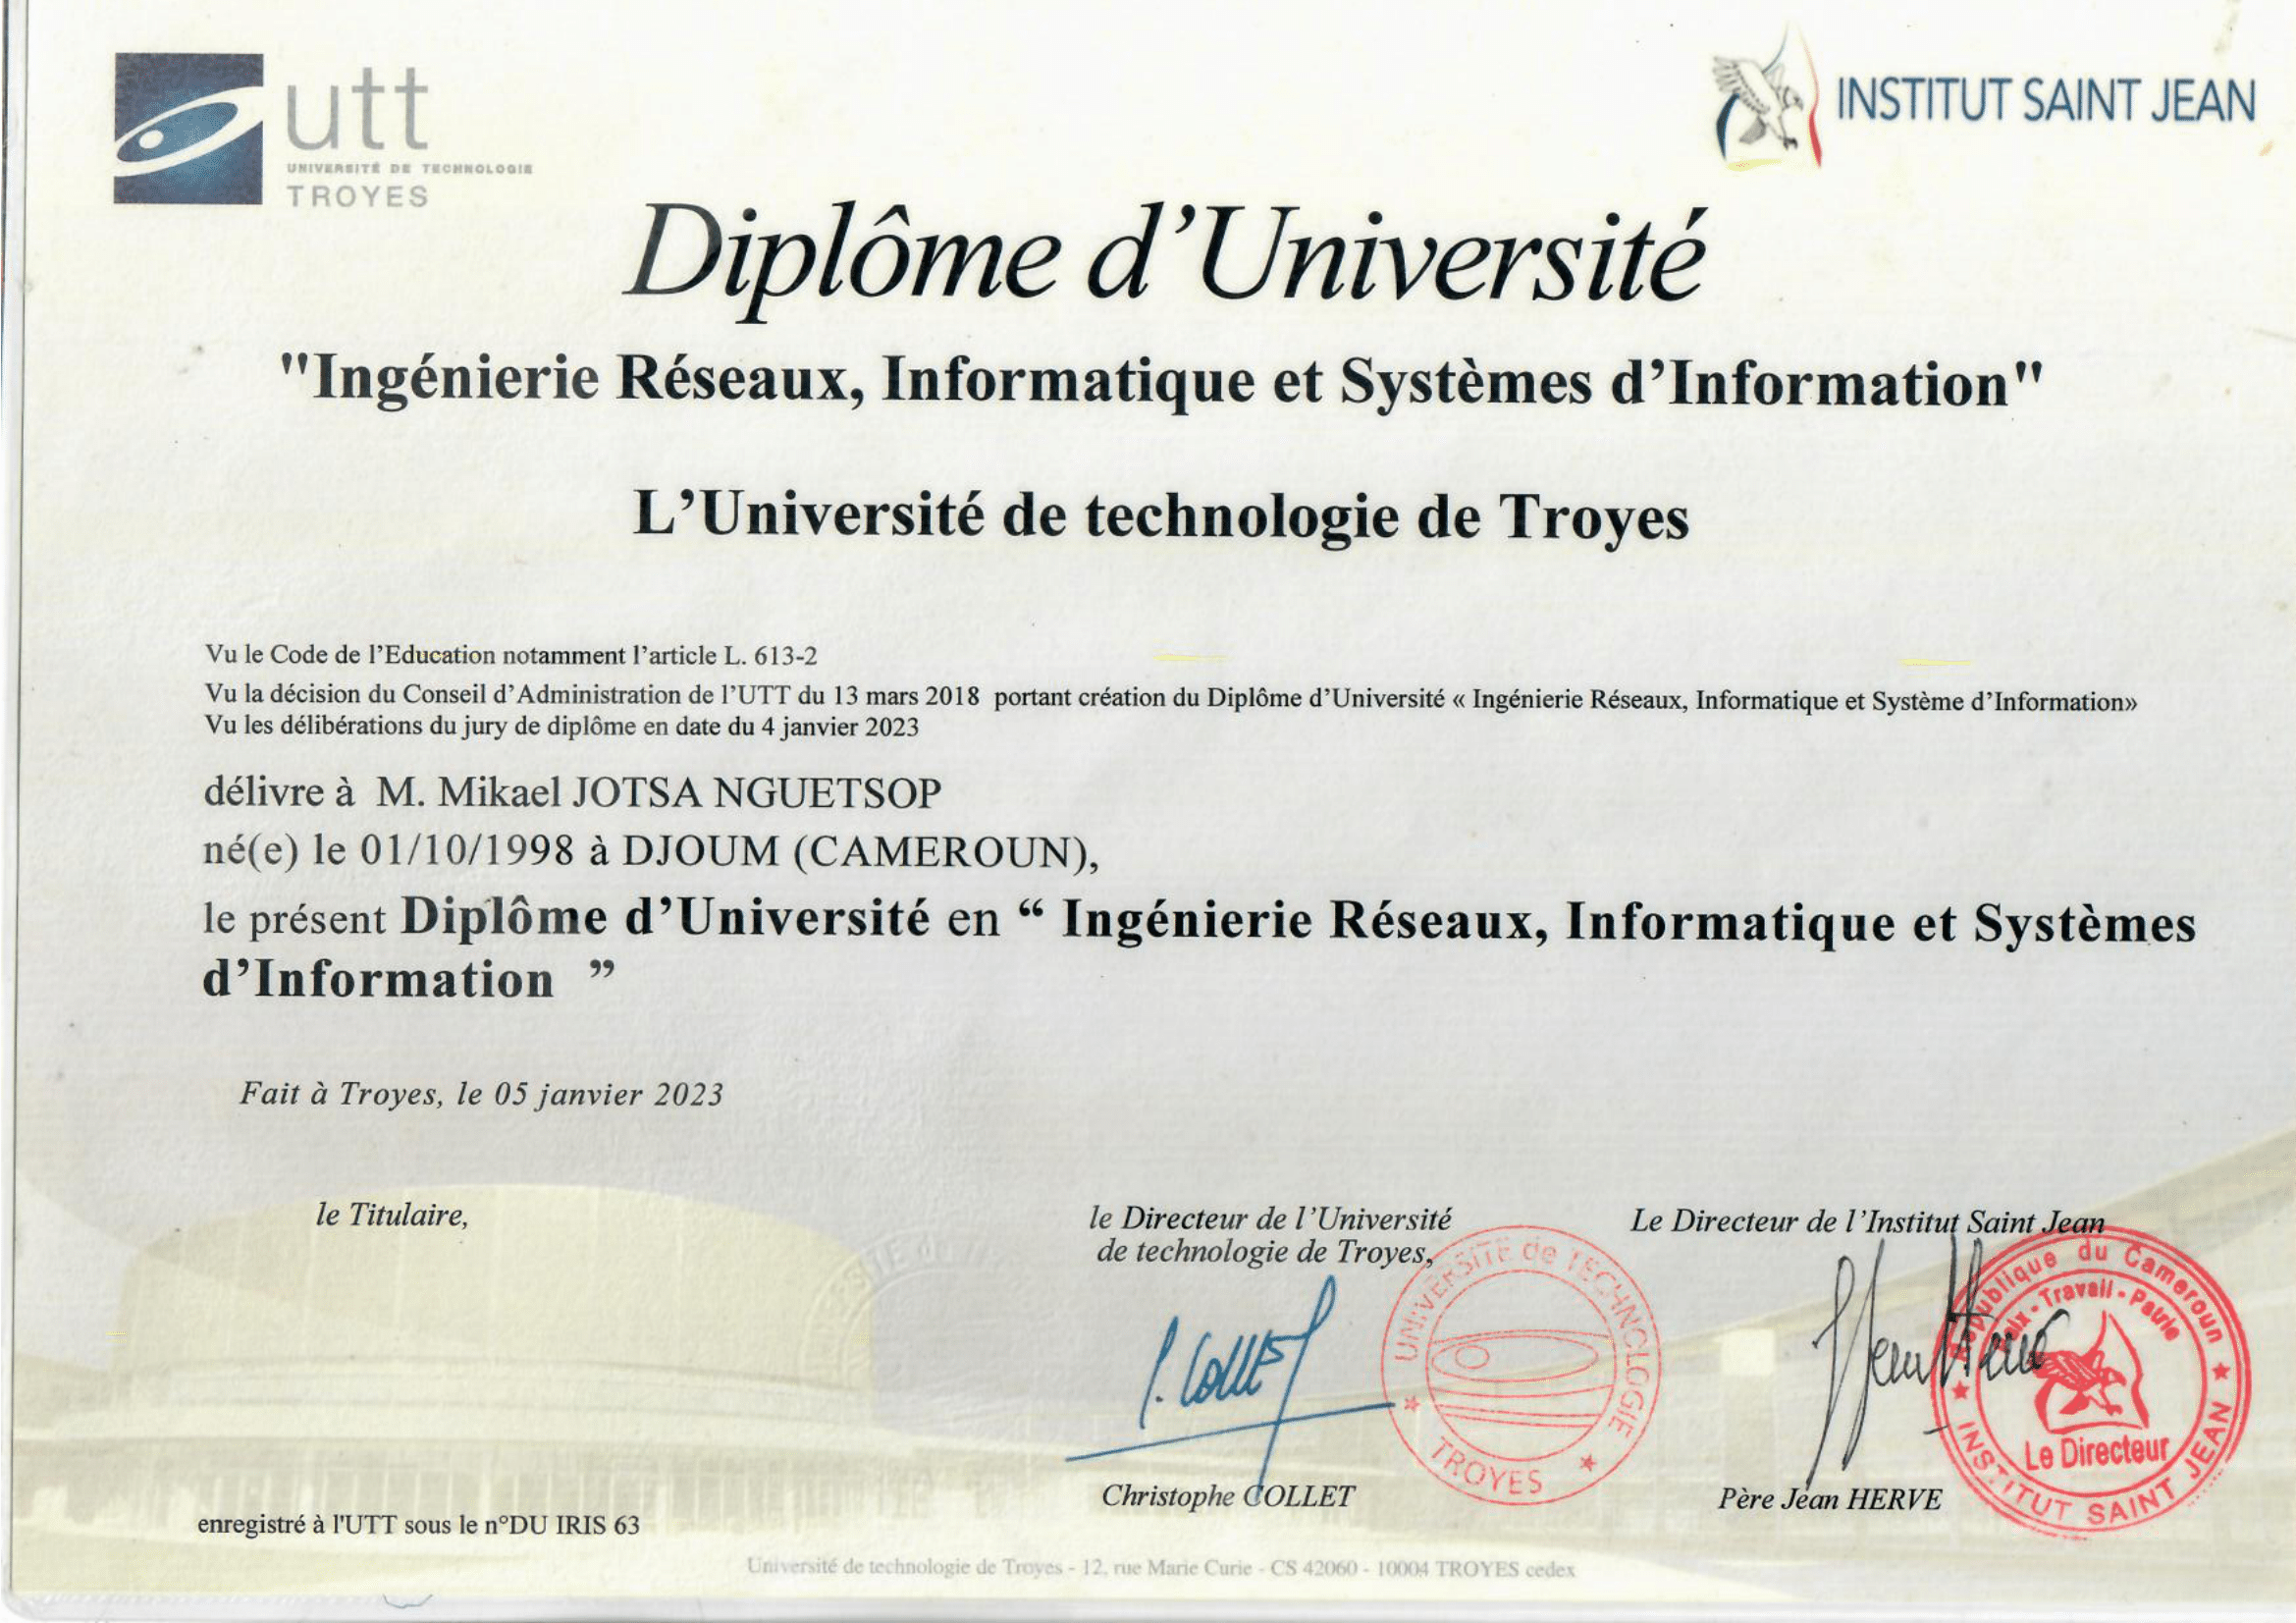 utt
UNIVERSITÉ DE TECHNOLOGIE
TROYES
INSTITUT SAINT JEAN
Diplôme d'Université
"Ingénierie Réseaux, Informatique et Systèmes d'Information"
L'Université de technologie de Troyes
Vu le Code de l'Education notamment l'article L. 613-2
Vu la décision du Conseil d'Administration de l'UTT du 13 mars 2018 portant création du Diplôme d'Université « Ingénierie Réseaux, Informatique et Système d'Information»
Vu les délibérations du jury de diplôme en date du 4 janvier 2023
délivre à M. Mikael JOTSA NGUETSOP
né(e) le 01/10/1998 à DJOUM (CAMEROUN),
le présent Diplôme d'Université en “ Ingénierie Réseaux, Informatique et Systèmes
d'Information ”
Fait à Troyes, le 05 janvier 2023
le Titulaire,
le Directeur de l'Université
de technologie de Troyes,
Le Directeur de l'Institut Saint Jean
UNIVERSITÉ de TECHNOLOGIE
TROYES
République du Cameroun
Paix - Travail - Patrie
Le Directeur
INSTITUT SAINT JEAN
C. Collet
Jean Hervé
Christophe COLLET
Père Jean HERVE
enregistré à l'UTT sous le n°DU IRIS 63
Université de technologie de Troyes - 12, rue Marie Curie - CS 42060 - 10004 TROYES cedex